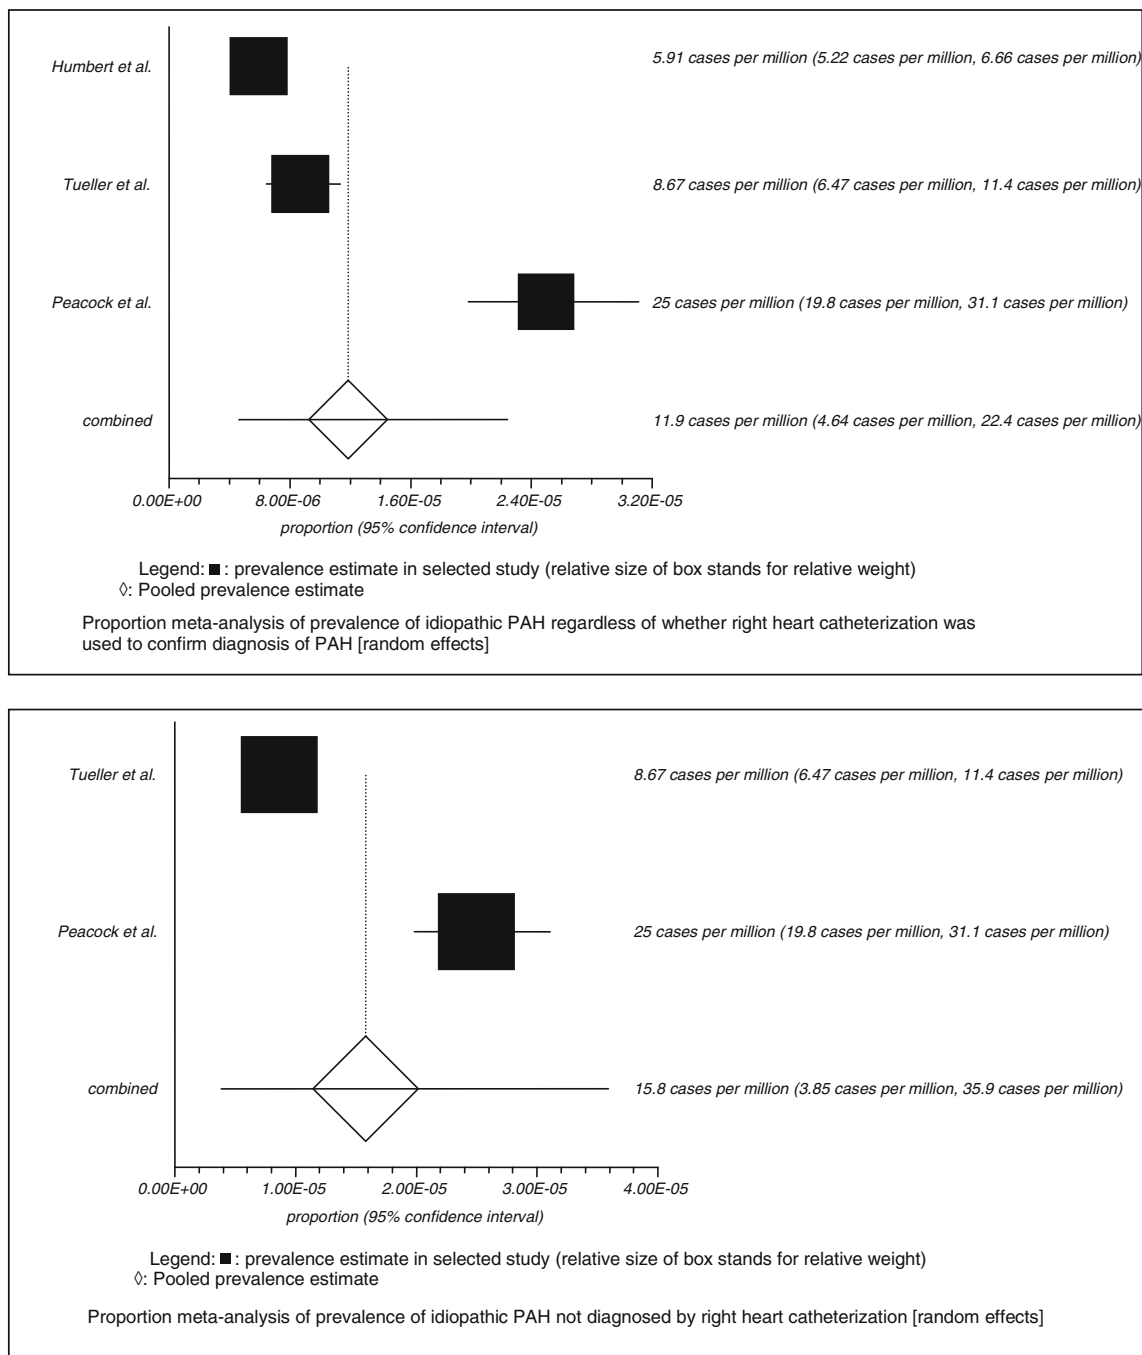 Humbert et al.
5.91 cases per million (5.22 cases per million, 6.66 cases per million)
Tueller et al.
8.67 cases per million (6.47 cases per million, 11.4 cases per million)
Peacock et al.
25 cases per million (19.8 cases per million, 31.1 cases per million)
combined
11.9 cases per million (4.64 cases per million, 22.4 cases per million)
0.00E+00 8.00E-06 1.60E-05 2.40E-05 3.20E-05
proportion (95% confidence interval)
Legend: ■ : prevalence estimate in selected study (relative size of box stands for relative weight)
◊: Pooled prevalence estimate
Proportion meta-analysis of prevalence of idiopathic PAH regardless of whether right heart catheterization was
used to confirm diagnosis of PAH [random effects]
Tueller et al.
8.67 cases per million (6.47 cases per million, 11.4 cases per million)
Peacock et al.
25 cases per million (19.8 cases per million, 31.1 cases per million)
combined
15.8 cases per million (3.85 cases per million, 35.9 cases per million)
0.00E+00 1.00E-05 2.00E-05 3.00E-05 4.00E-05
proportion (95% confidence interval)
Legend: ■ : prevalence estimate in selected study (relative size of box stands for relative weight)
◊: Pooled prevalence estimate
Proportion meta-analysis of prevalence of idiopathic PAH not diagnosed by right heart catheterization [random effects]